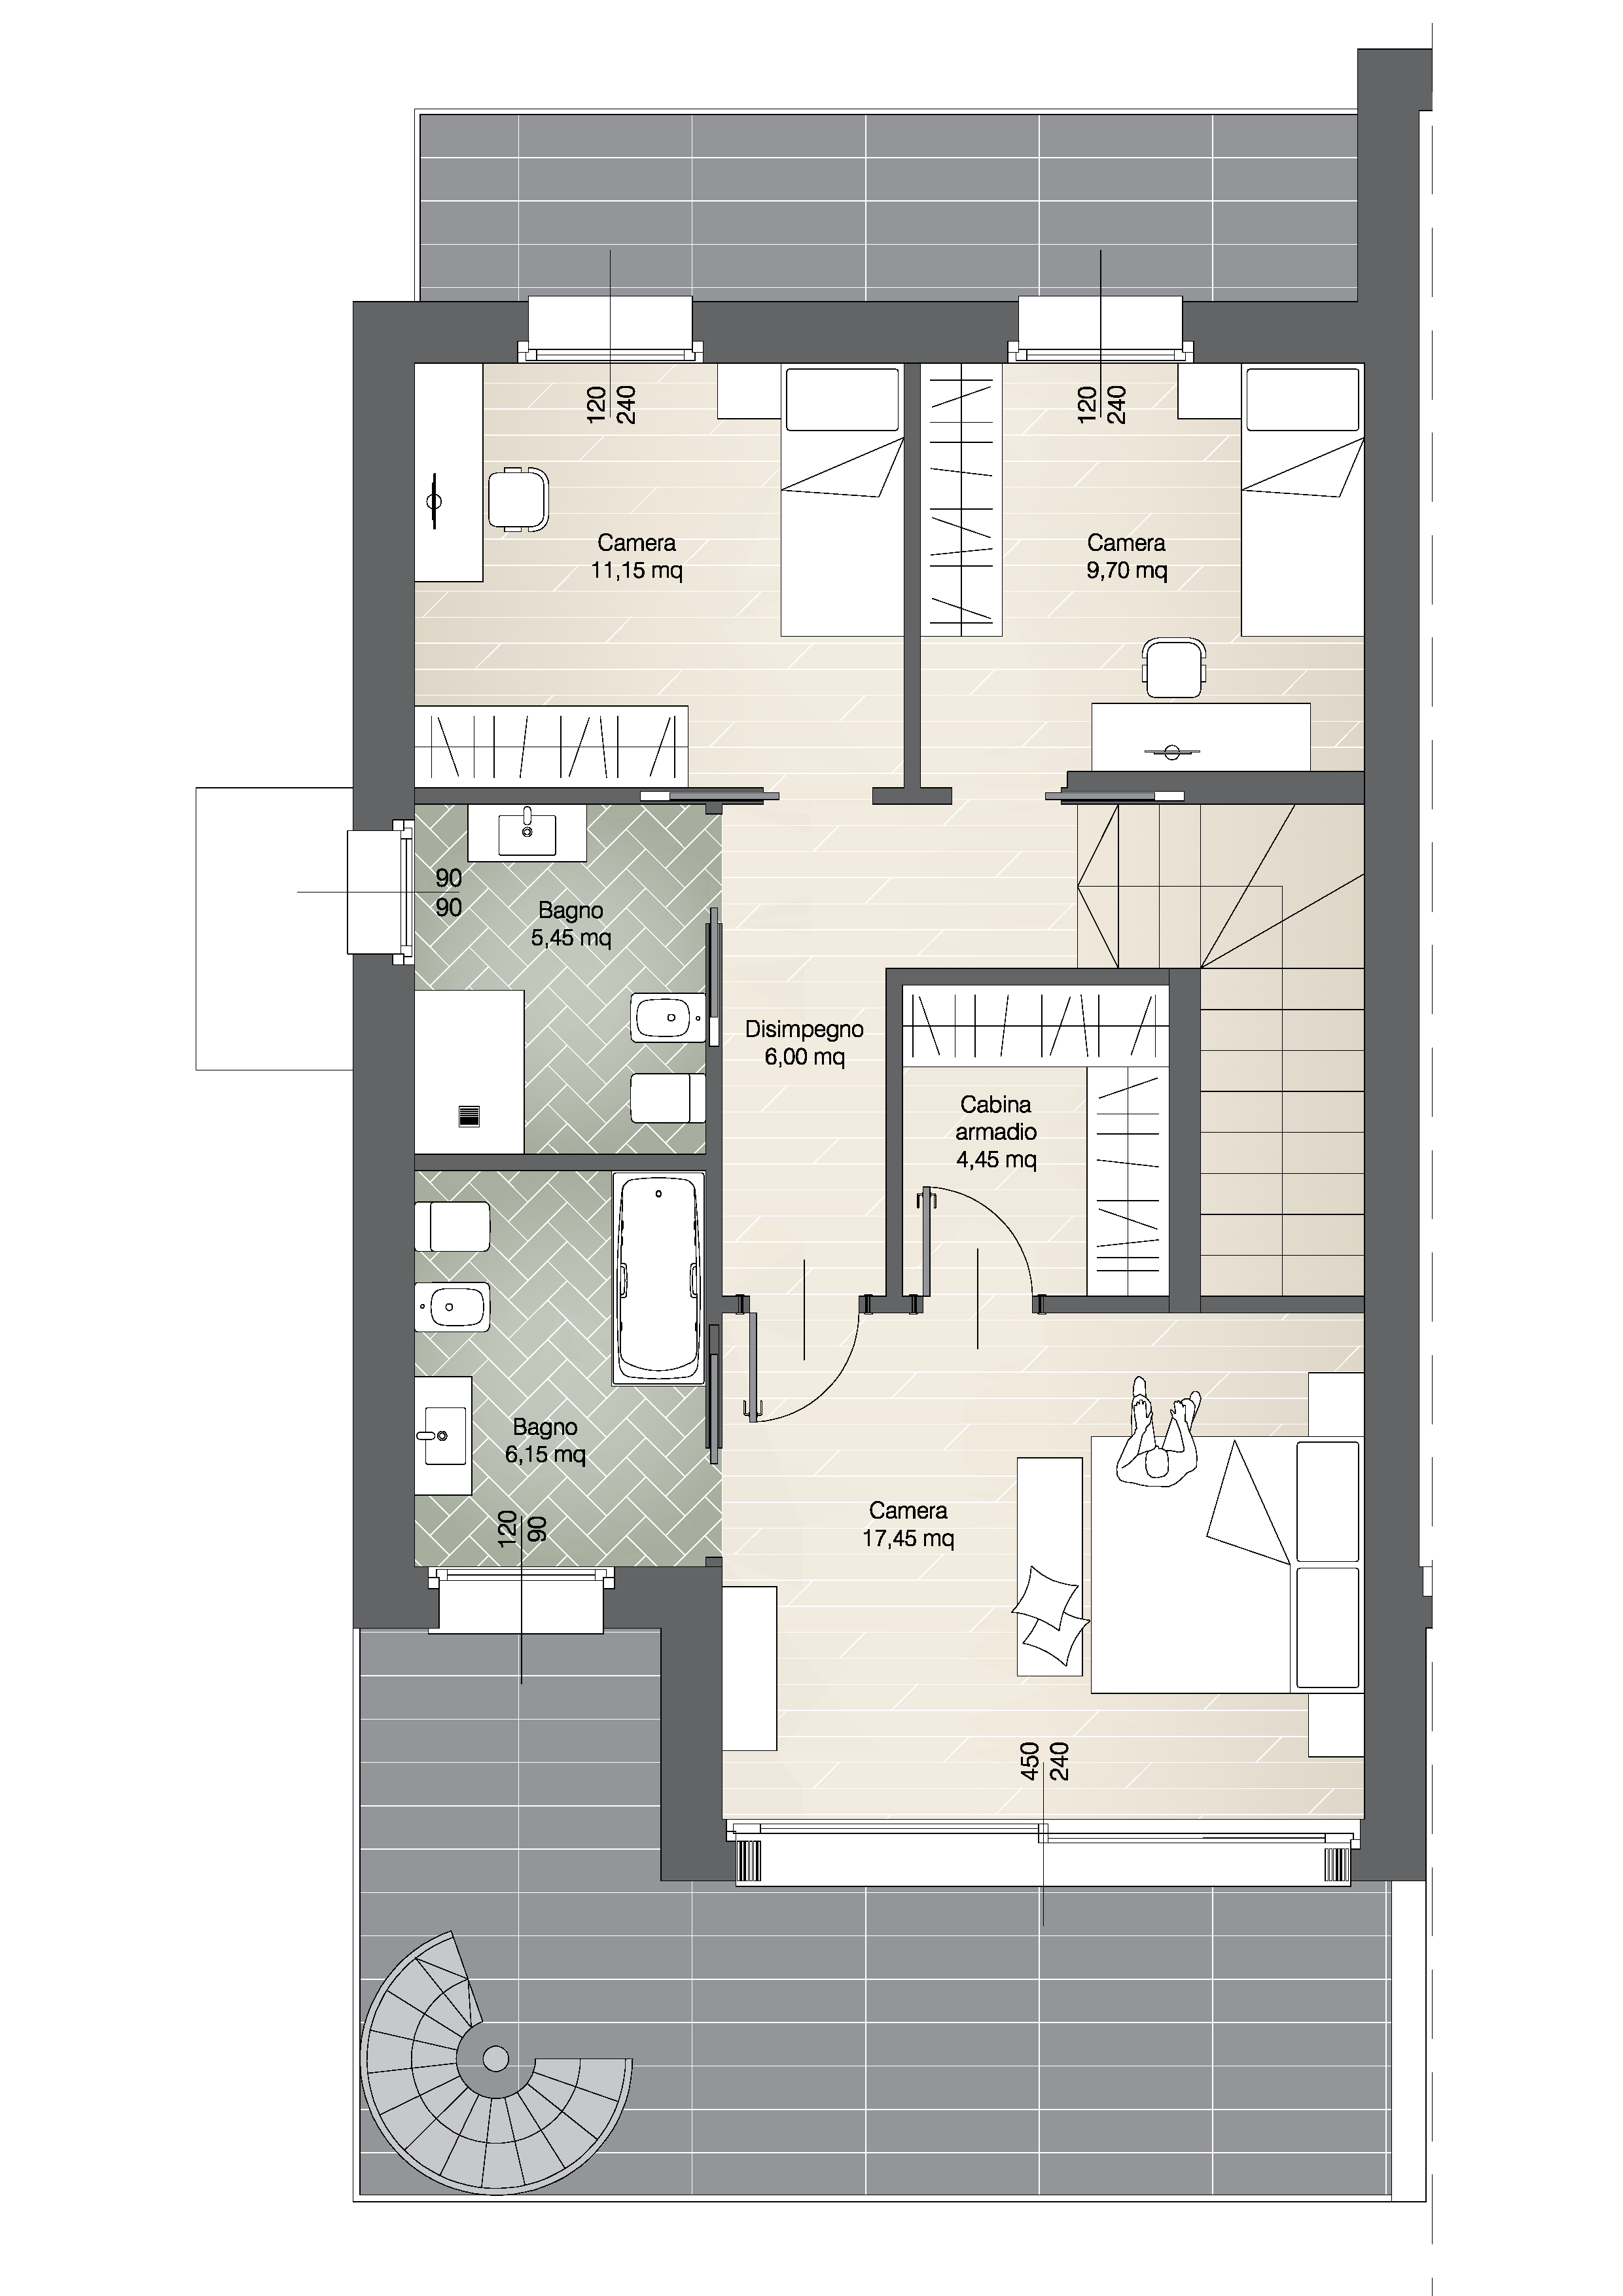 120
240
120
240
Camera
11,15 mq
Camera
9,70 mq
90
90
Bagno
5,45 mq
Disimpegno
6,00 mq
Cabina
armadio
4,45 mq
Bagno
6,15 mq
120
90
Camera
17,45 mq
450
240